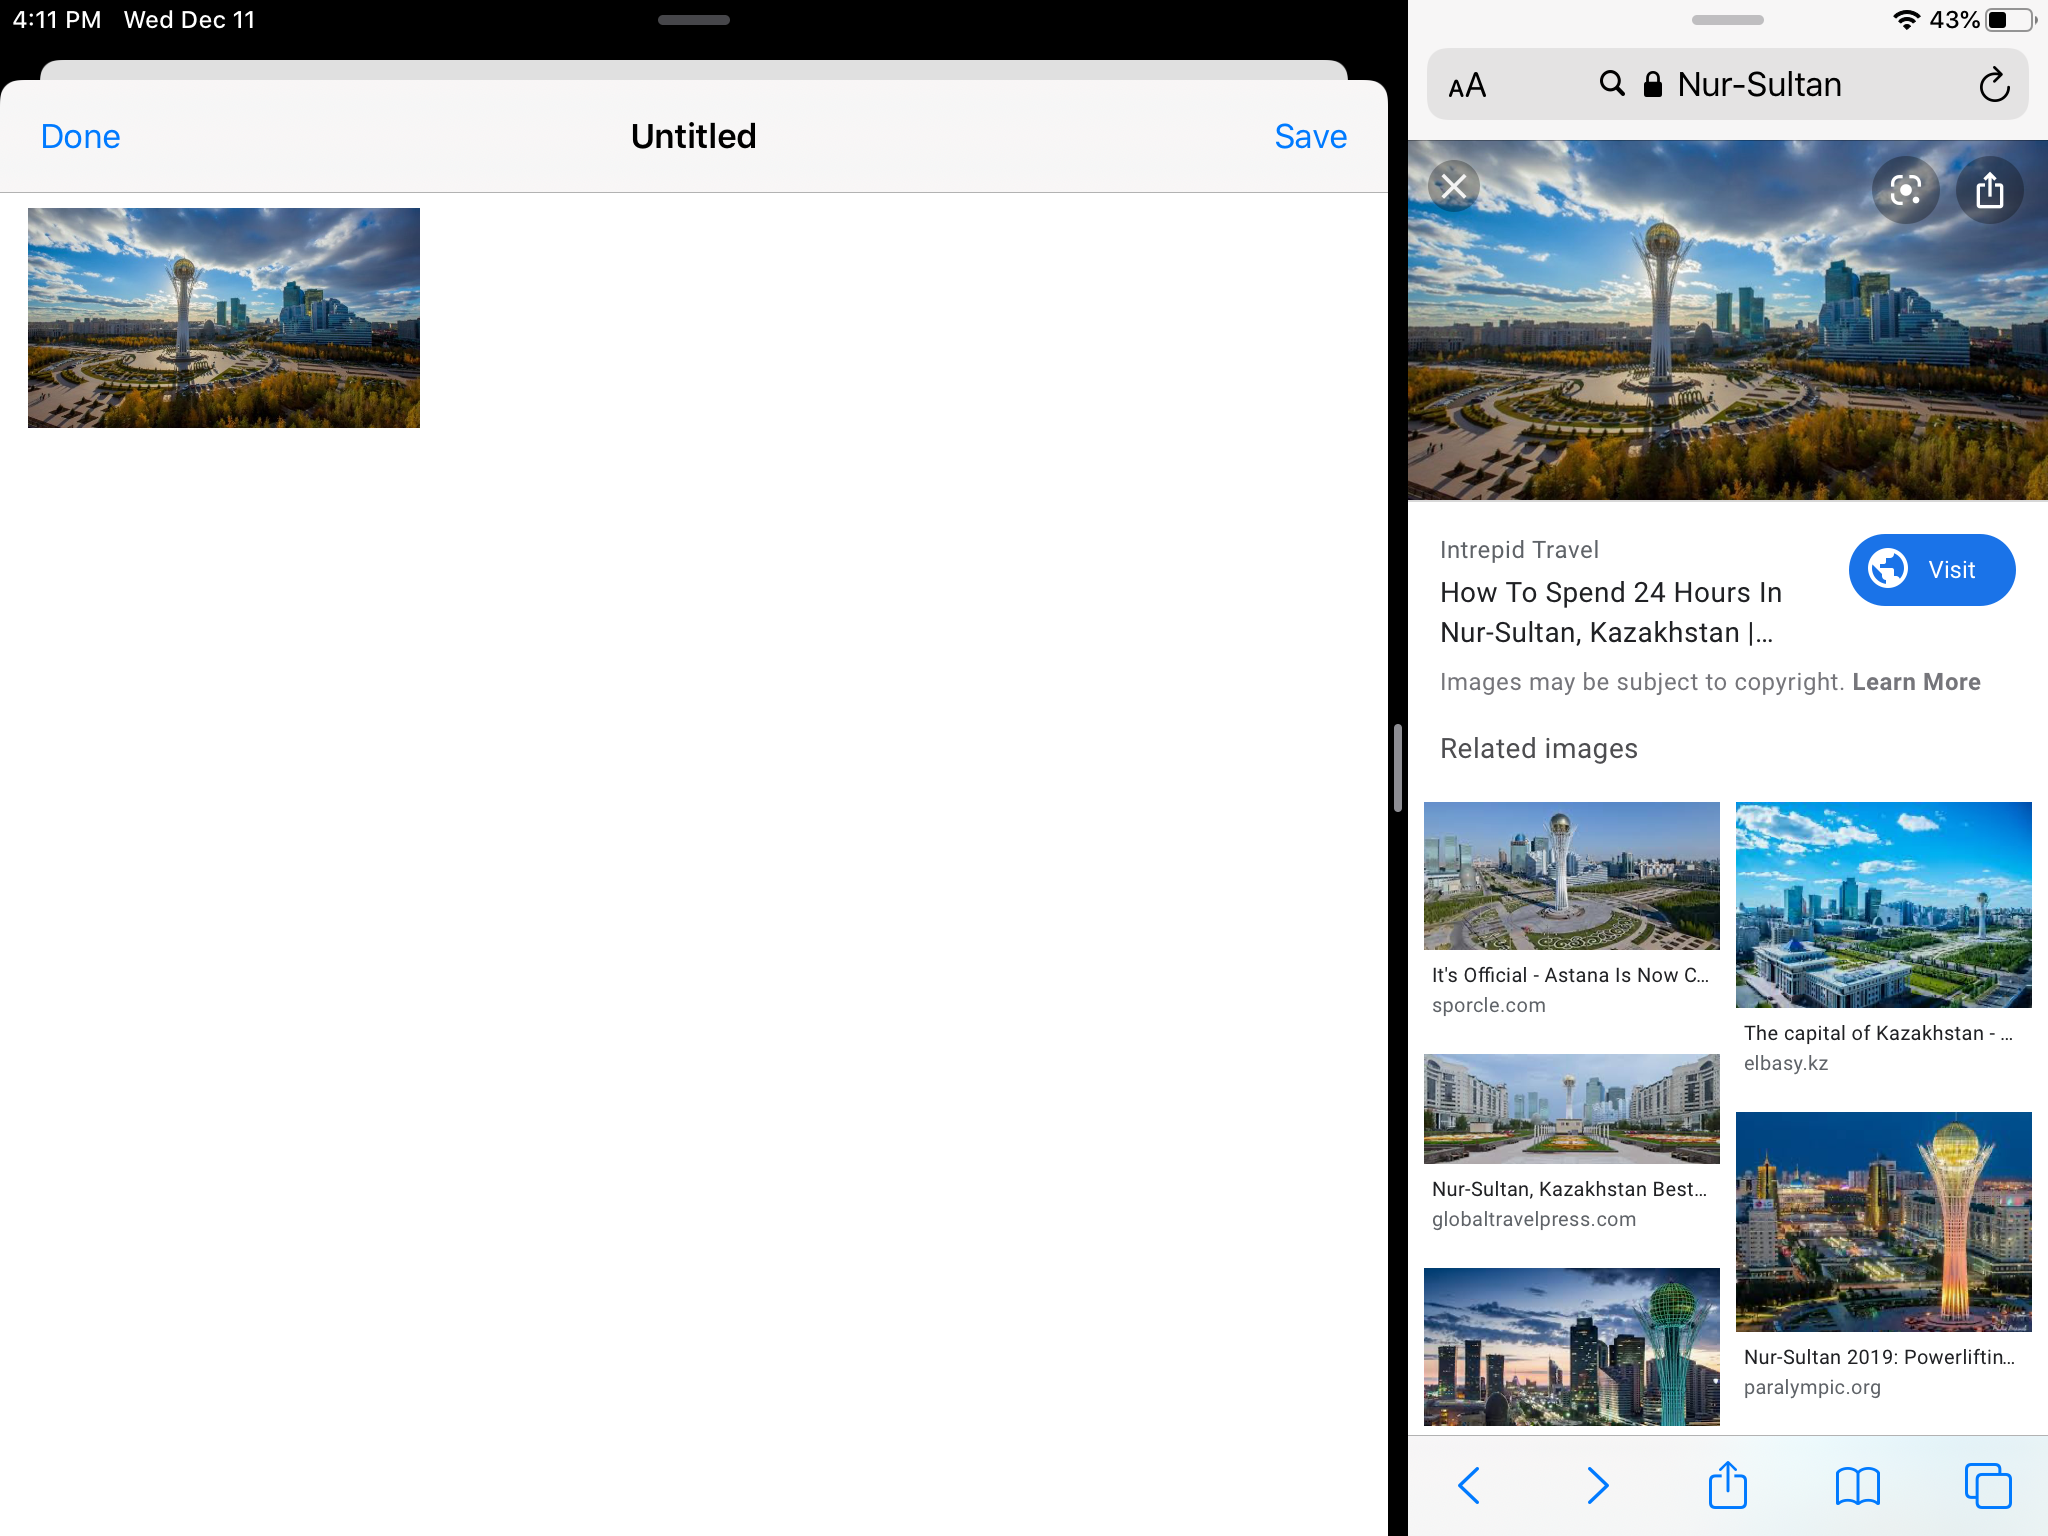 4:11 PM Wed Dec 11
43%
Done
Untitled
Save
AA
Nur-Sultan
Intrepid Travel
How To Spend 24 Hours In
Nur-Sultan, Kazakhstan |...
Visit
Images may be subject to copyright. Learn More
Related images
It's Official - Astana Is Now C...
sporcle.com
The capital of Kazakhstan - ...
elbasy.kz
Nur-Sultan, Kazakhstan Best...
globaltravelpress.com
Nur-Sultan 2019: Powerliftin...
paralympic.org